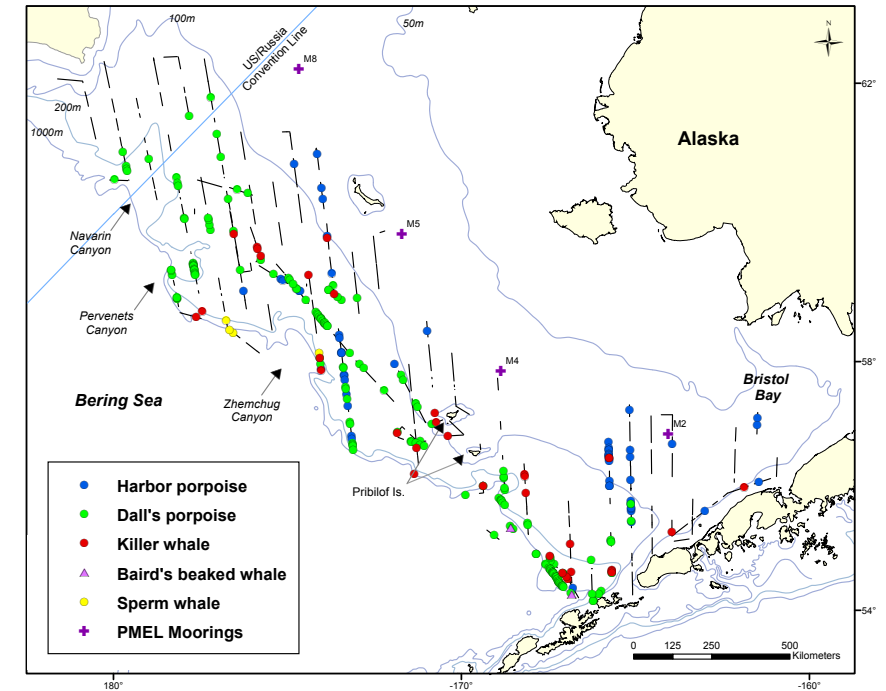 100m
50m
N
US/Russia
Convention Line
M8
62°
200m
1000m
Alaska
M5
Navarin
Canyon
Pervenets
Canyon
58°
M4
Bristol
Bay
Bering Sea
Zhemchug
Canyon
M2
Pribilof Is.
Harbor porpoise
Dall's porpoise
Killer whale
Baird's beaked whale
Sperm whale
PMEL Moorings
54°
0 125 250 500
Kilometers
180°
-170°
-160°